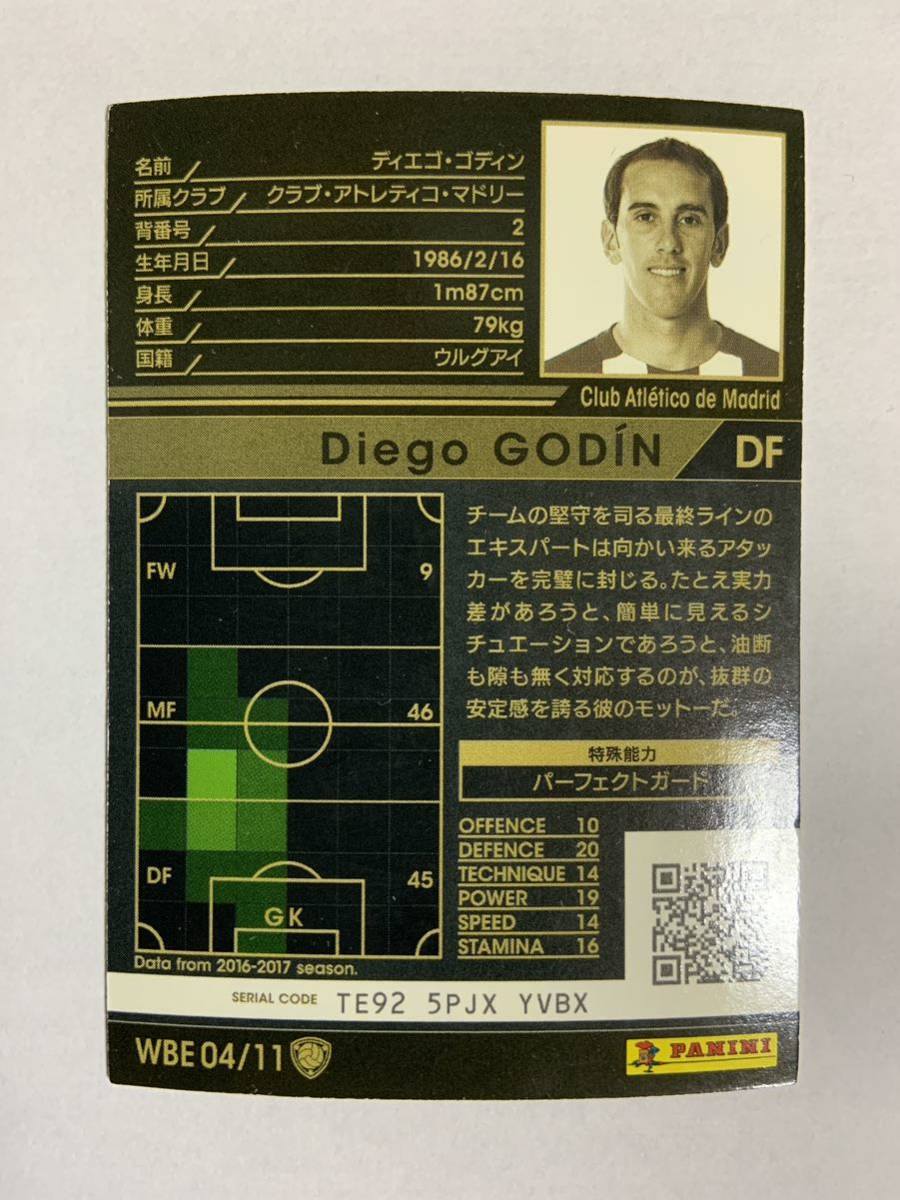 名前 ディエゴ・ゴディン
所属クラブ クラブ・アトレティコ・マドリー
背番号 2
生年月日 1986/2/16
身長 1m87cm
体重 79kg
国籍 ウルグアイ
Club Atlético de Madrid
Diego GODÍN DF
FW 9
MF 46
DF 45
GK
Data from 2016-2017 season.
チームの堅守を司る最終ラインの
エキスパートは向かい来るアタッ
カーを完璧に封じる。たとえ実力
差があろうと、簡単に見えるシ
チュエーションであろうと、油断
も隙も無く対応するのが、抜群の
安定感を誇る彼のモットーだ。
特殊能力
パーフェクトガード
OFFENCE 10
DEFENCE 20
TECHNIQUE 14
POWER 19
SPEED 14
STAMINA 16
SERIAL CODE TE92 5PJX YVBX
WBE 04/11
PANINI